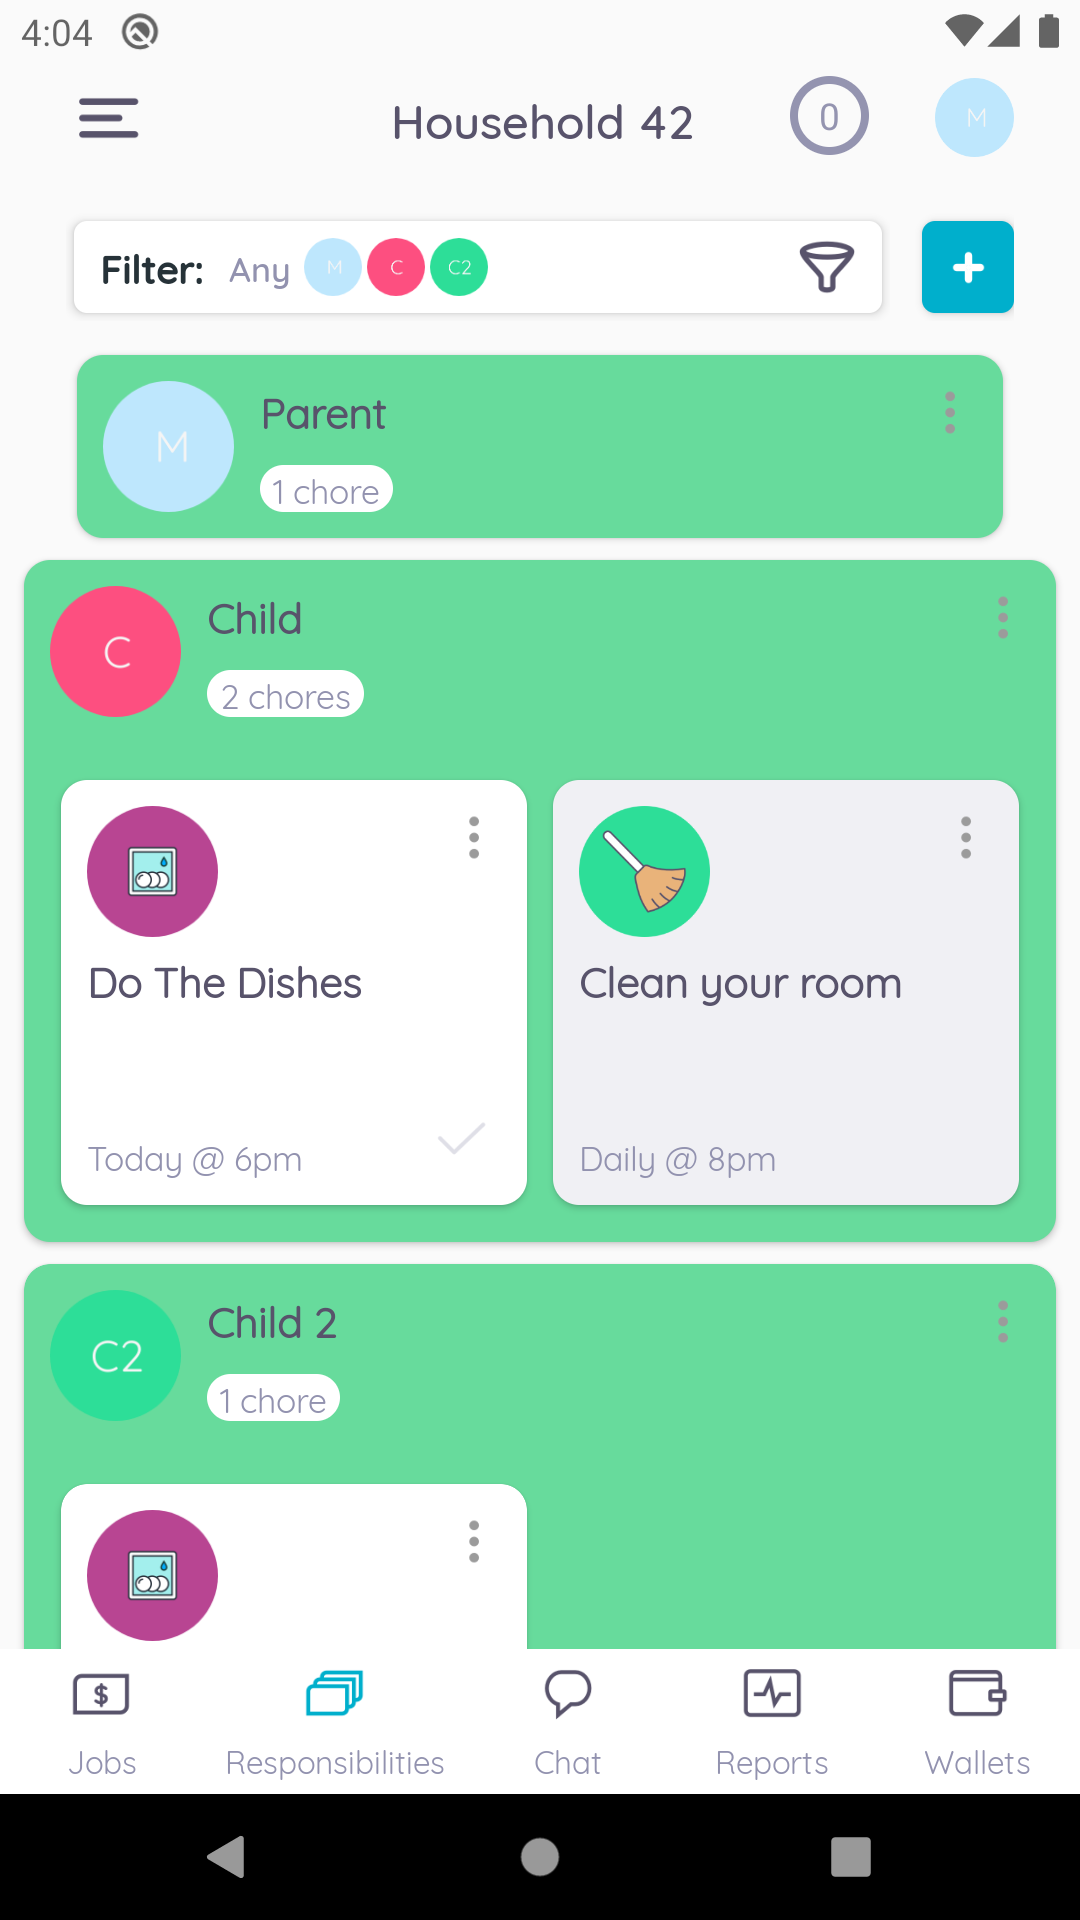 4:04
Household 42
0
M
Filter: Any M C C2
M
Parent
1 chore
C
Child
2 chores
Do The Dishes
Clean your room
Today @ 6pm
Daily @ 8pm
C2
Child 2
1 chore
$
Jobs
Responsibilities
Chat
Reports
Wallets